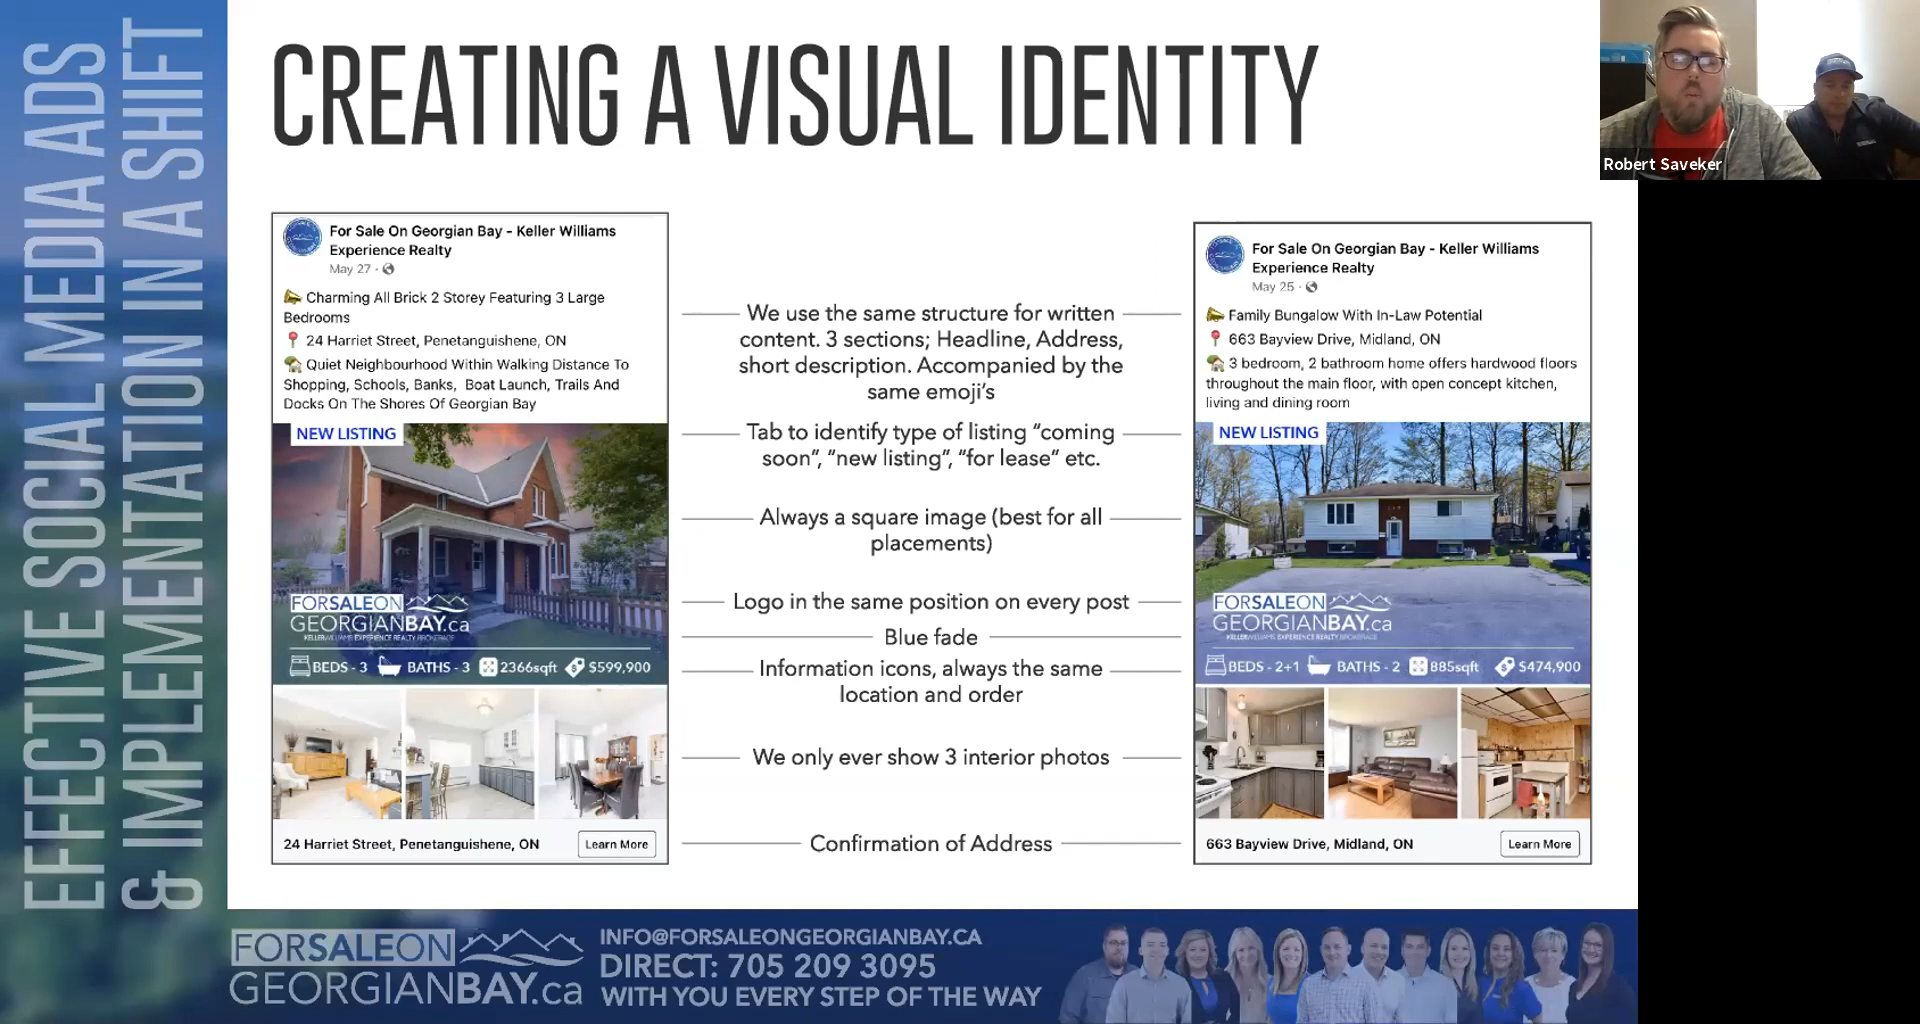 EFFECTIVE SOCIAL MEDIA ADS
& IMPLEMENTATION IN A SHIFT
CREATING A VISUAL IDENTITY
Robert Saveker
For Sale On Georgian Bay - Keller Williams
Experience Realty
May 27 ·
Charming All Brick 2 Storey Featuring 3 Large
Bedrooms
24 Harriet Street, Penetanguishene, ON
Quiet Neighbourhood Within Walking Distance To
Shopping, Schools, Banks, Boat Launch, Trails And
Docks On The Shores Of Georgian Bay
NEW LISTING
FORSALEON
GEORGIANBAY.ca
KELLERWILLIAMS EXPERIENCE REALTY, BROKERAGE
BEDS - 3 BATHS - 3 2366sqft $599,900
24 Harriet Street, Penetanguishene, ON Learn More
We use the same structure for written
content. 3 sections; Headline, Address,
short description. Accompanied by the
same emoji’s
Tab to identify type of listing “coming
soon”, “new listing”, “for lease” etc.
Always a square image (best for all
placements)
Logo in the same position on every post
Blue fade
Information icons, always the same
location and order
We only ever show 3 interior photos
Confirmation of Address
For Sale On Georgian Bay - Keller Williams
Experience Realty
May 25 ·
Family Bungalow With In-Law Potential
663 Bayview Drive, Midland, ON
3 bedroom, 2 bathroom home offers hardwood floors
throughout the main floor, with open concept kitchen,
living and dining room
NEW LISTING
FORSALEON
GEORGIANBAY.ca
KELLERWILLIAMS EXPERIENCE REALTY, BROKERAGE
BEDS - 2+1 BATHS - 2 885sqft $474,900
663 Bayview Drive, Midland, ON Learn More
FORSALEON
GEORGIANBAY.ca
INFO@FORSALEONGEORGIANBAY.CA
DIRECT: 705 209 3095
WITH YOU EVERY STEP OF THE WAY